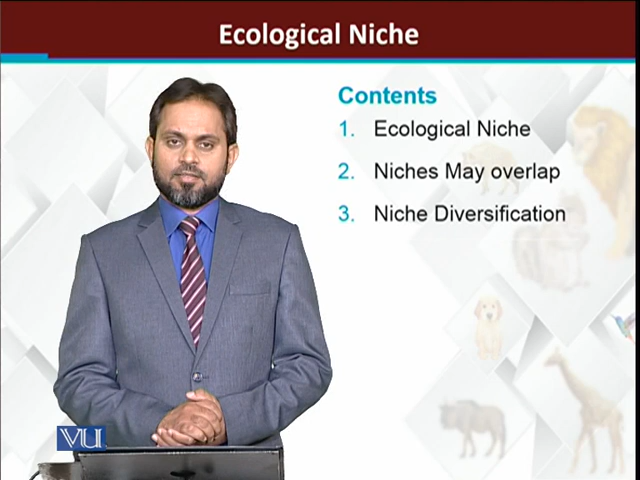 Ecological Niche
Contents
1. Ecological Niche
2. Niches May overlap
3. Niche Diversification
VU